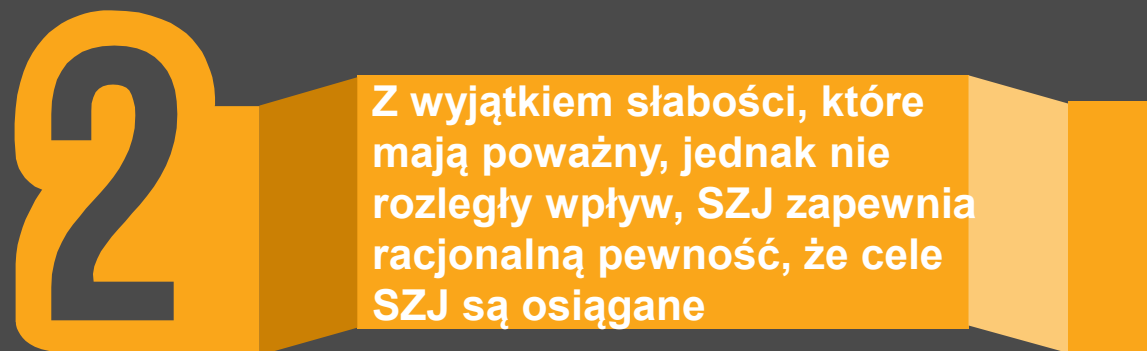 2
Z wyjątkiem słabości, które
mają poważny, jednak nie
rozległy wpływ, SZJ zapewnia
racjonalną pewność, że cele
SZJ są osiągane